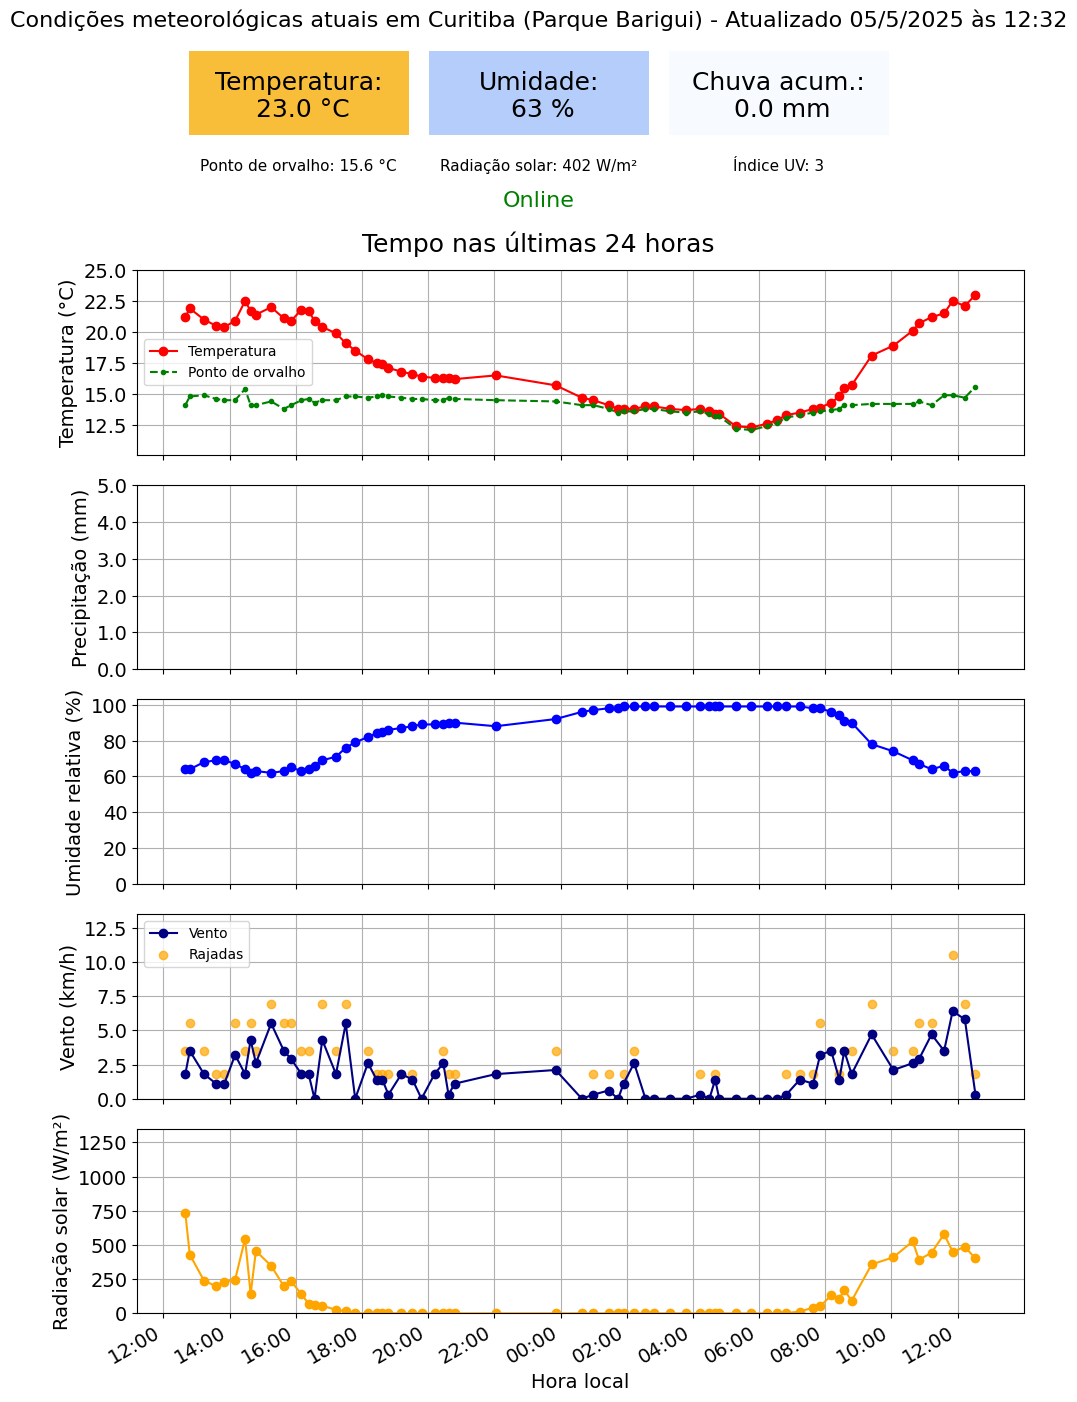 Condições meteorológicas atuais em Curitiba (Parque Barigui) - Atualizado 05/5/2025 às 12:32
Temperatura:
23.0 °C
Umidade:
63 %
Chuva acum.:
0.0 mm
Ponto de orvalho: 15.6 °C
Radiação solar: 402 W/m²
Índice UV: 3
Online
Tempo nas últimas 24 horas
Temperatura (°C)
25.0
22.5
20.0
17.5
15.0
12.5
Temperatura
Ponto de orvalho
Precipitação (mm)
5.0
4.0
3.0
2.0
1.0
0.0
Umidade relativa (%)
100
80
60
40
20
0
Vento (km/h)
12.5
10.0
7.5
5.0
2.5
0.0
Vento
Rajadas
Radiação solar (W/m²)
1250
1000
750
500
250
0
12:00
14:00
16:00
18:00
20:00
22:00
00:00
02:00
04:00
06:00
08:00
10:00
12:00
Hora local